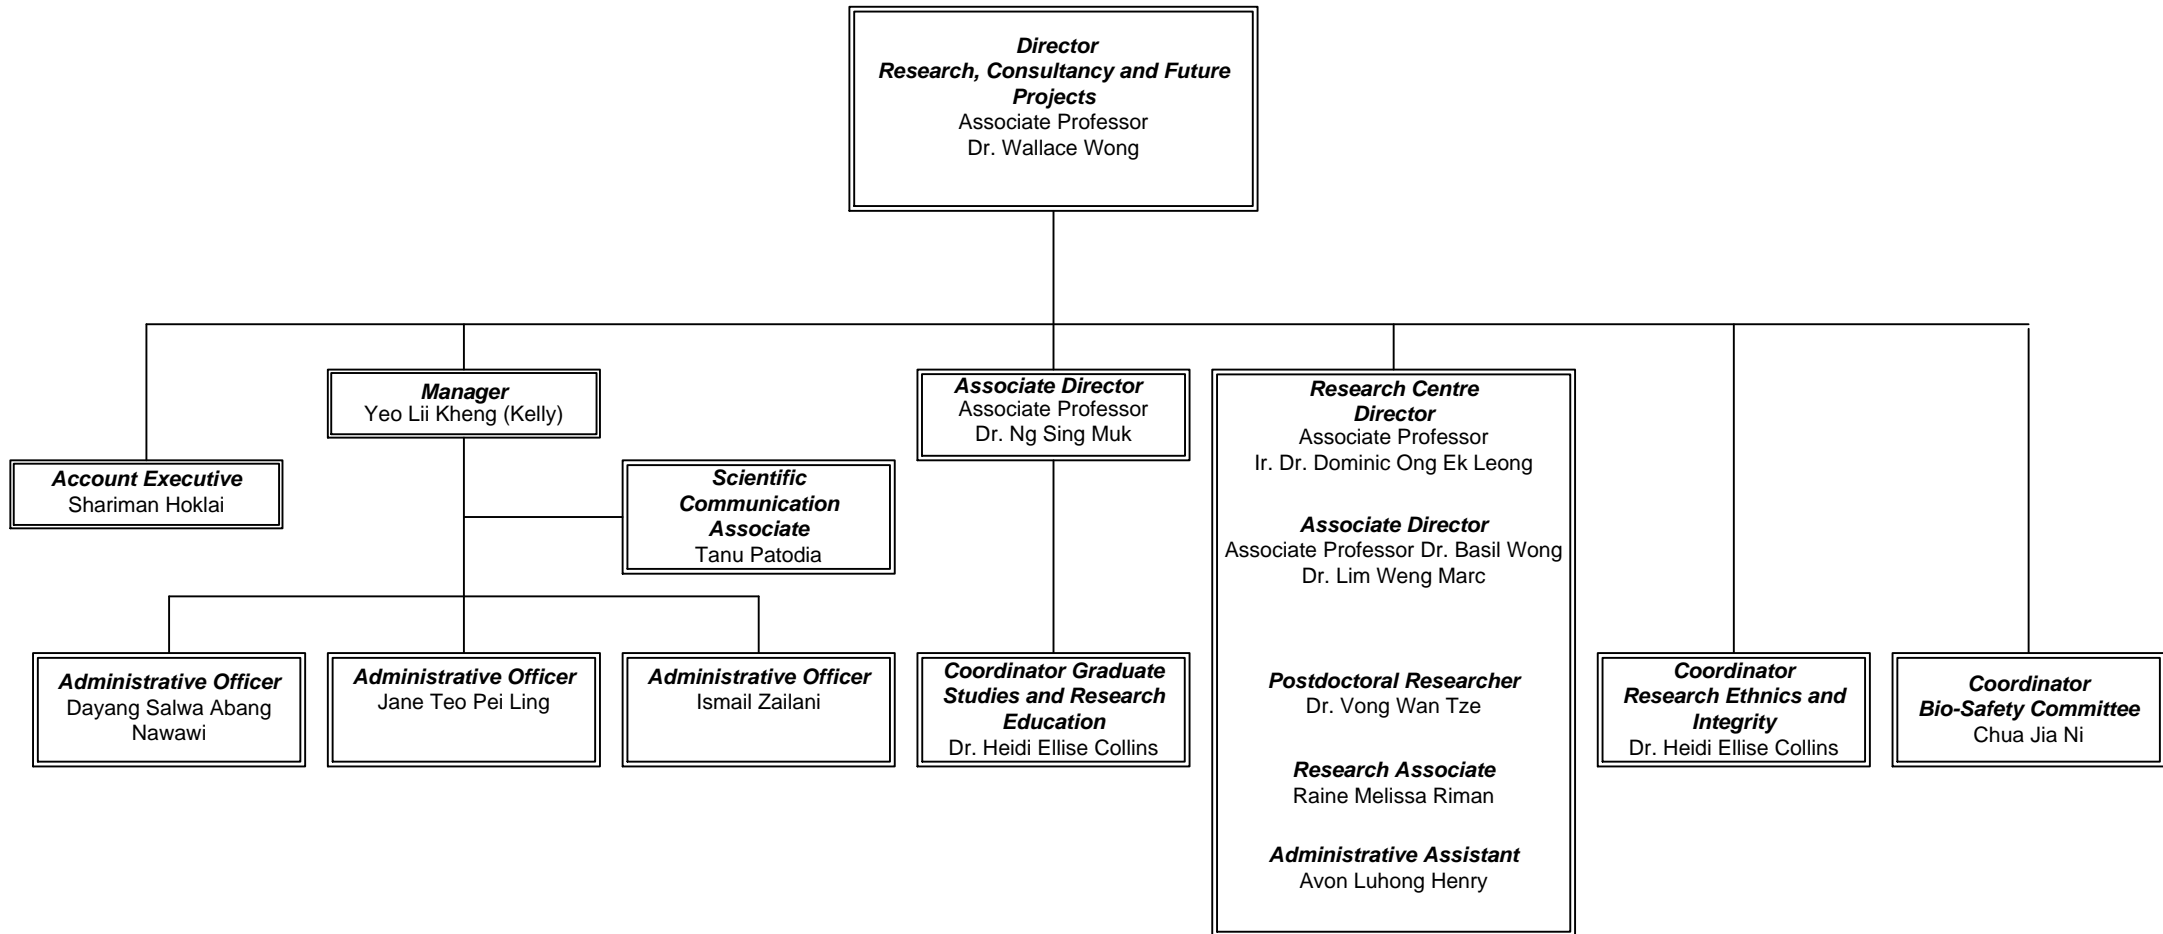 Director
Research, Consultancy and Future
Projects
Associate Professor
Dr. Wallace Wong
Manager
Yeo Lii Kheng (Kelly)
Associate Director
Associate Professor
Dr. Ng Sing Muk
Research Centre
Director
Associate Professor
Ir. Dr. Dominic Ong Ek Leong
Associate Director
Associate Professor Dr. Basil Wong
Dr. Lim Weng Marc
Postdoctoral Researcher
Dr. Vong Wan Tze
Research Associate
Raine Melissa Riman
Administrative Assistant
Avon Luhong Henry
Account Executive
Shariman Hoklai
Scientific
Communication
Associate
Tanu Patodia
Administrative Officer
Dayang Salwa Abang
Nawawi
Administrative Officer
Jane Teo Pei Ling
Administrative Officer
Ismail Zailani
Coordinator Graduate
Studies and Research
Education
Dr. Heidi Ellise Collins
Coordinator
Research Ethnics and
Integrity
Dr. Heidi Ellise Collins
Coordinator
Bio-Safety Committee
Chua Jia Ni